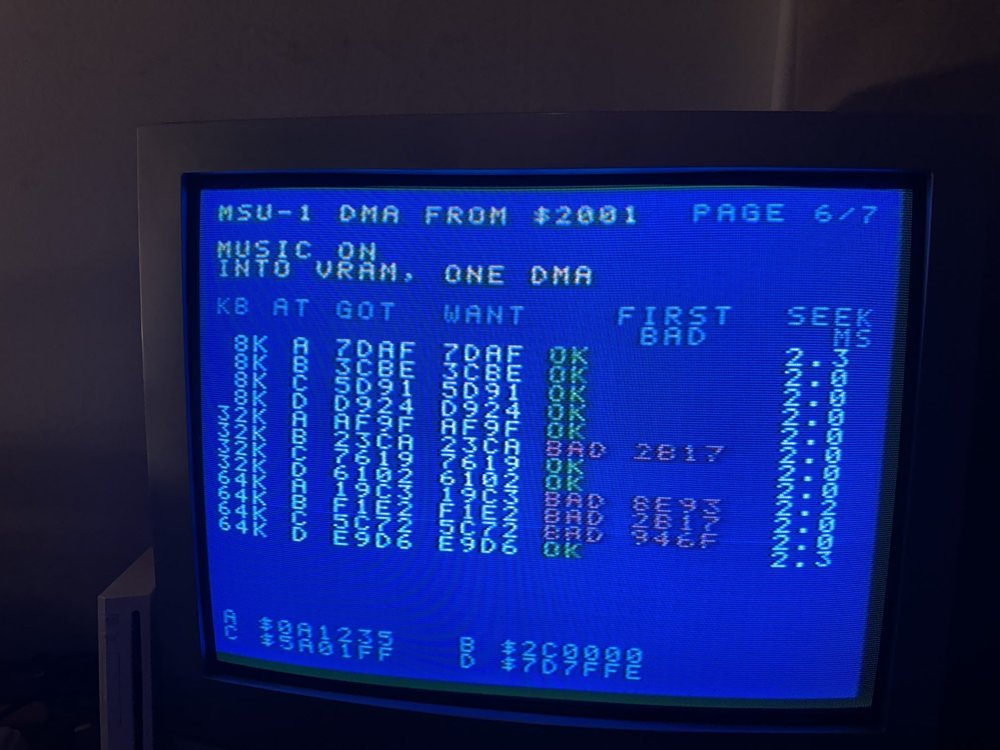 MSU-1 DMA FROM $2001 PAGE 6/7
MUSIC ON
INTO VRAM, ONE DMA
KB AT GOT WANT FIRST BAD SEEK MS
8K A 7DAF 7DAF OK 2.3
8K B 3CBE 3CBE OK 2.0
8K C 5D91 5D91 OK 2.0
8K D D924 D924 OK 2.0
32K A AF9F AF9F OK 2.0
32K B 23CA 23CA BAD 2B17 2.0
32K C 7619 7619 OK 2.0
32K D 6102 6102 OK 2.2
64K A 19C3 19C3 BAD 8E93 2.2
64K B F1E2 F1E2 BAD 2B17 2.0
64K C 5C72 5C72 BAD 946F 2.0
64K D E9D6 E9D6 OK 2.3
A $0A1235 B $2C0000
C $5A01FF D $7D7FFE